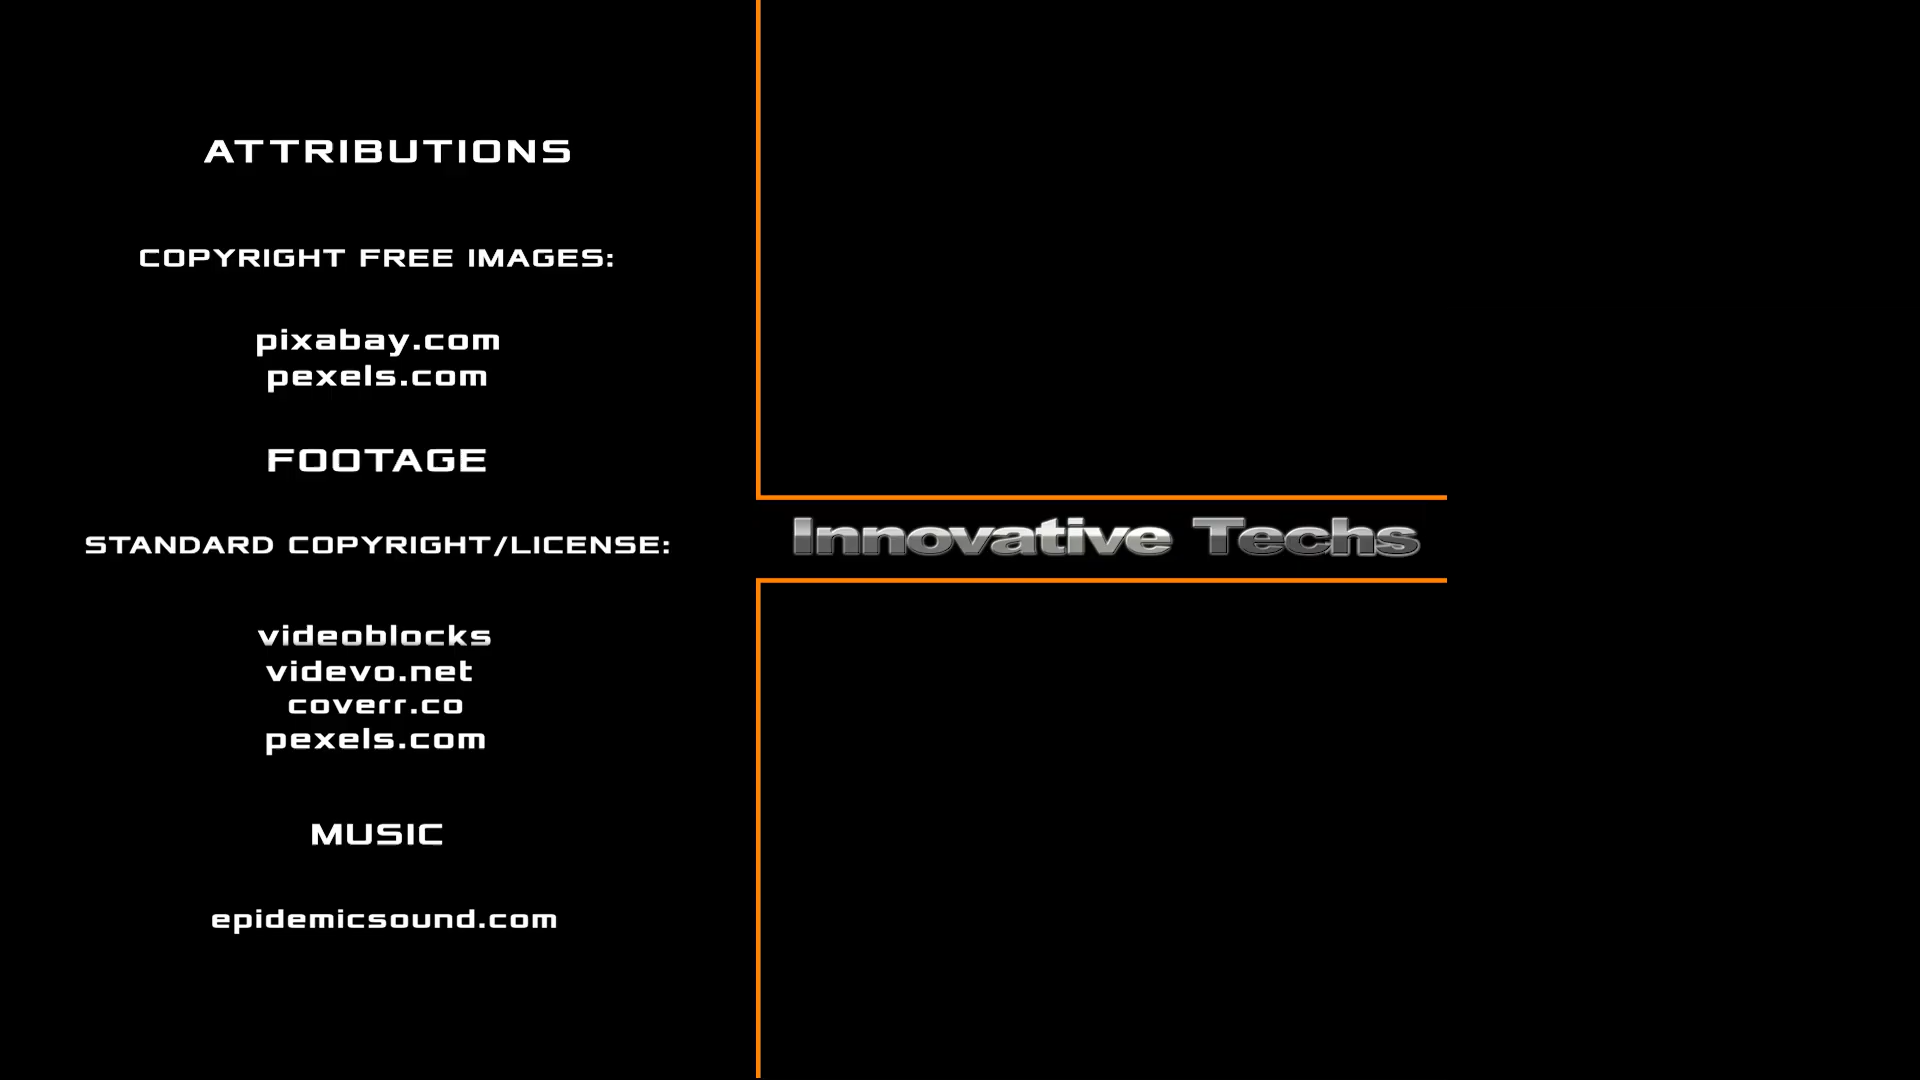 ATTRIBUTIONS
COPYRIGHT FREE IMAGES:
pixabay.com
pexels.com
FOOTAGE
STANDARD COPYRIGHT/LICENSE:
videoblocks
videvo.net
coverr.co
pexels.com
MUSIC
epidemicsound.com
Innovative Techs